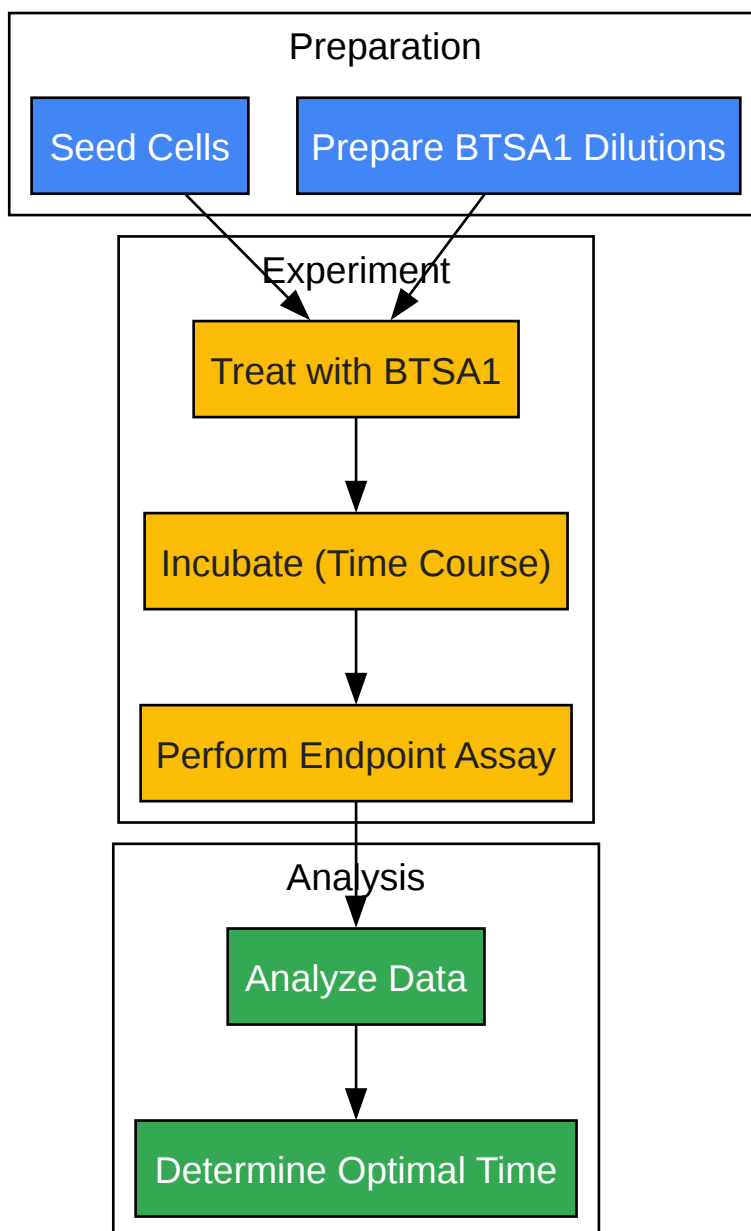 Preparation
Seed Cells
Prepare BTSA1 Dilutions
Experiment
Treat with BTSA1
Incubate (Time Course)
Perform Endpoint Assay
Analysis
Analyze Data
Determine Optimal Time